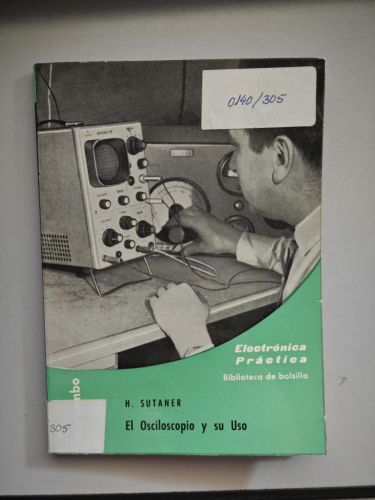 0140/305
Electrónica
Práctica
Biblioteca de bolsillo
H. SUTANER
El Osciloscopio y su Uso
305